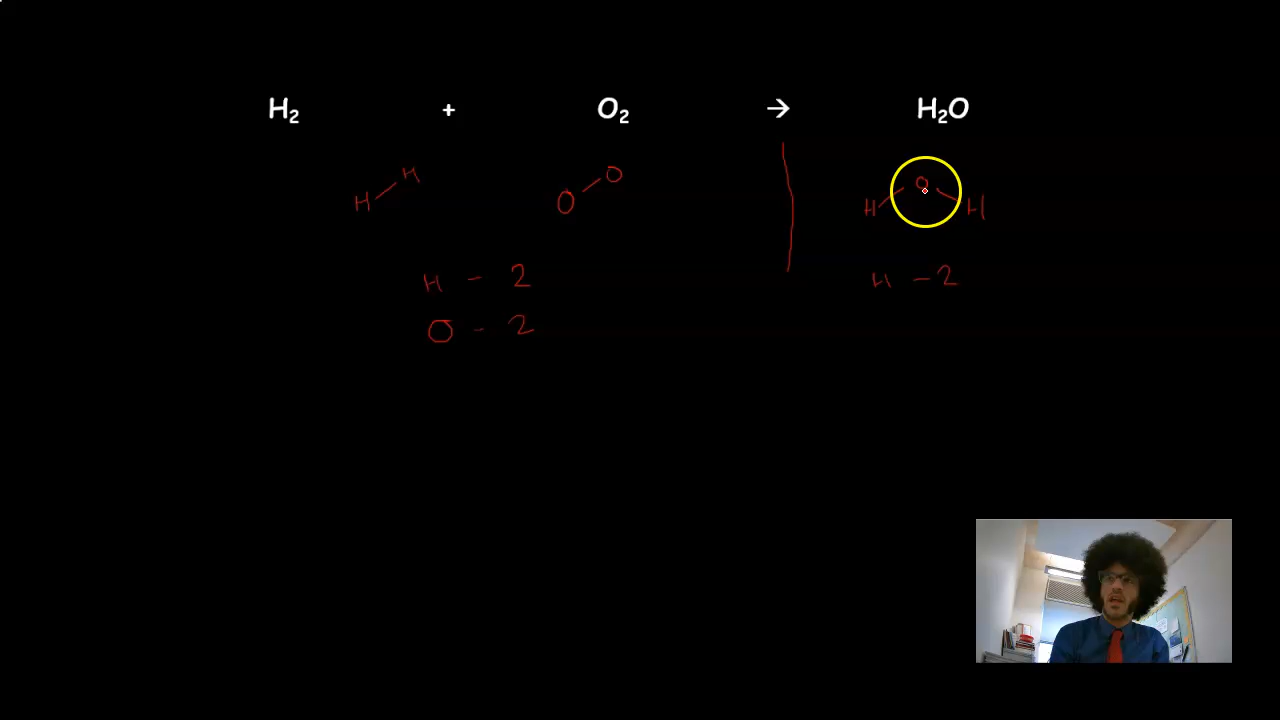 H₂ + O₂ → H₂O
H H O O H O H
H - 2 H - 2
O - 2